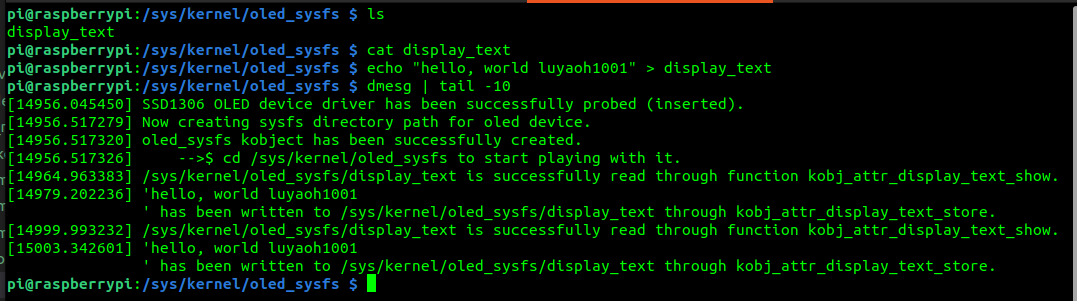 pi@raspberrypi:/sys/kernel/oled_sysfs $ ls
display_text
pi@raspberrypi:/sys/kernel/oled_sysfs $ cat display_text
pi@raspberrypi:/sys/kernel/oled_sysfs $ echo "hello, world luyaoh1001" > display_text
pi@raspberrypi:/sys/kernel/oled_sysfs $ dmesg | tail -10
[14956.045450] SSD1306 OLED device driver has been successfully probed (inserted).
[14956.517279] Now creating sysfs directory path for oled device.
[14956.517320] oled_sysfs kobject has been successfully created.
[14956.517326]     -->$ cd /sys/kernel/oled_sysfs to start playing with it.
[14964.963383] /sys/kernel/oled_sysfs/display_text is successfully read through function kobj_attr_display_text_show.
[14979.202236] 'hello, world luyaoh1001
' has been written to /sys/kernel/oled_sysfs/display_text through kobj_attr_display_text_store.
[14999.993232] /sys/kernel/oled_sysfs/display_text is successfully read through function kobj_attr_display_text_show.
[15003.342601] 'hello, world luyaoh1001
' has been written to /sys/kernel/oled_sysfs/display_text through kobj_attr_display_text_store.
pi@raspberrypi:/sys/kernel/oled_sysfs $